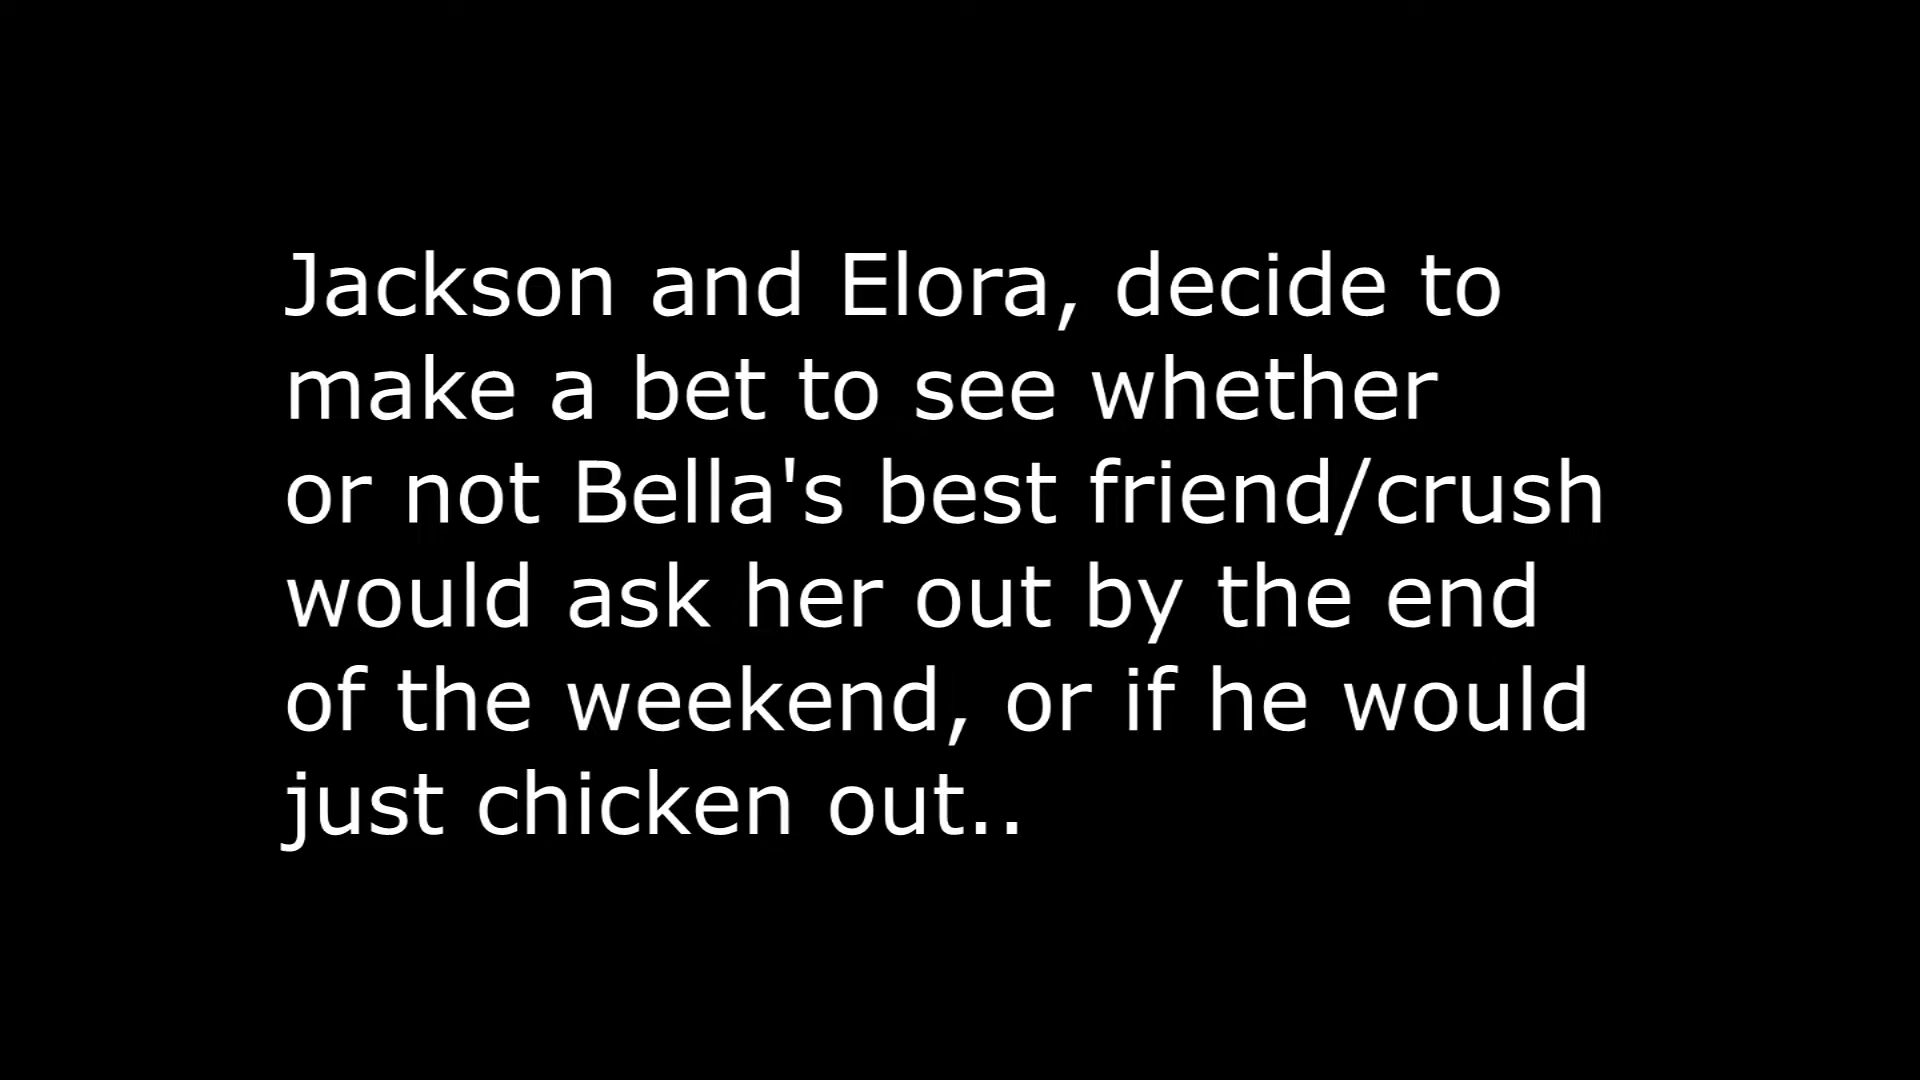 Jackson and Elora, decide to
make a bet to see whether
or not Bella's best friend/crush
would ask her out by the end
of the weekend, or if he would
just chicken out..